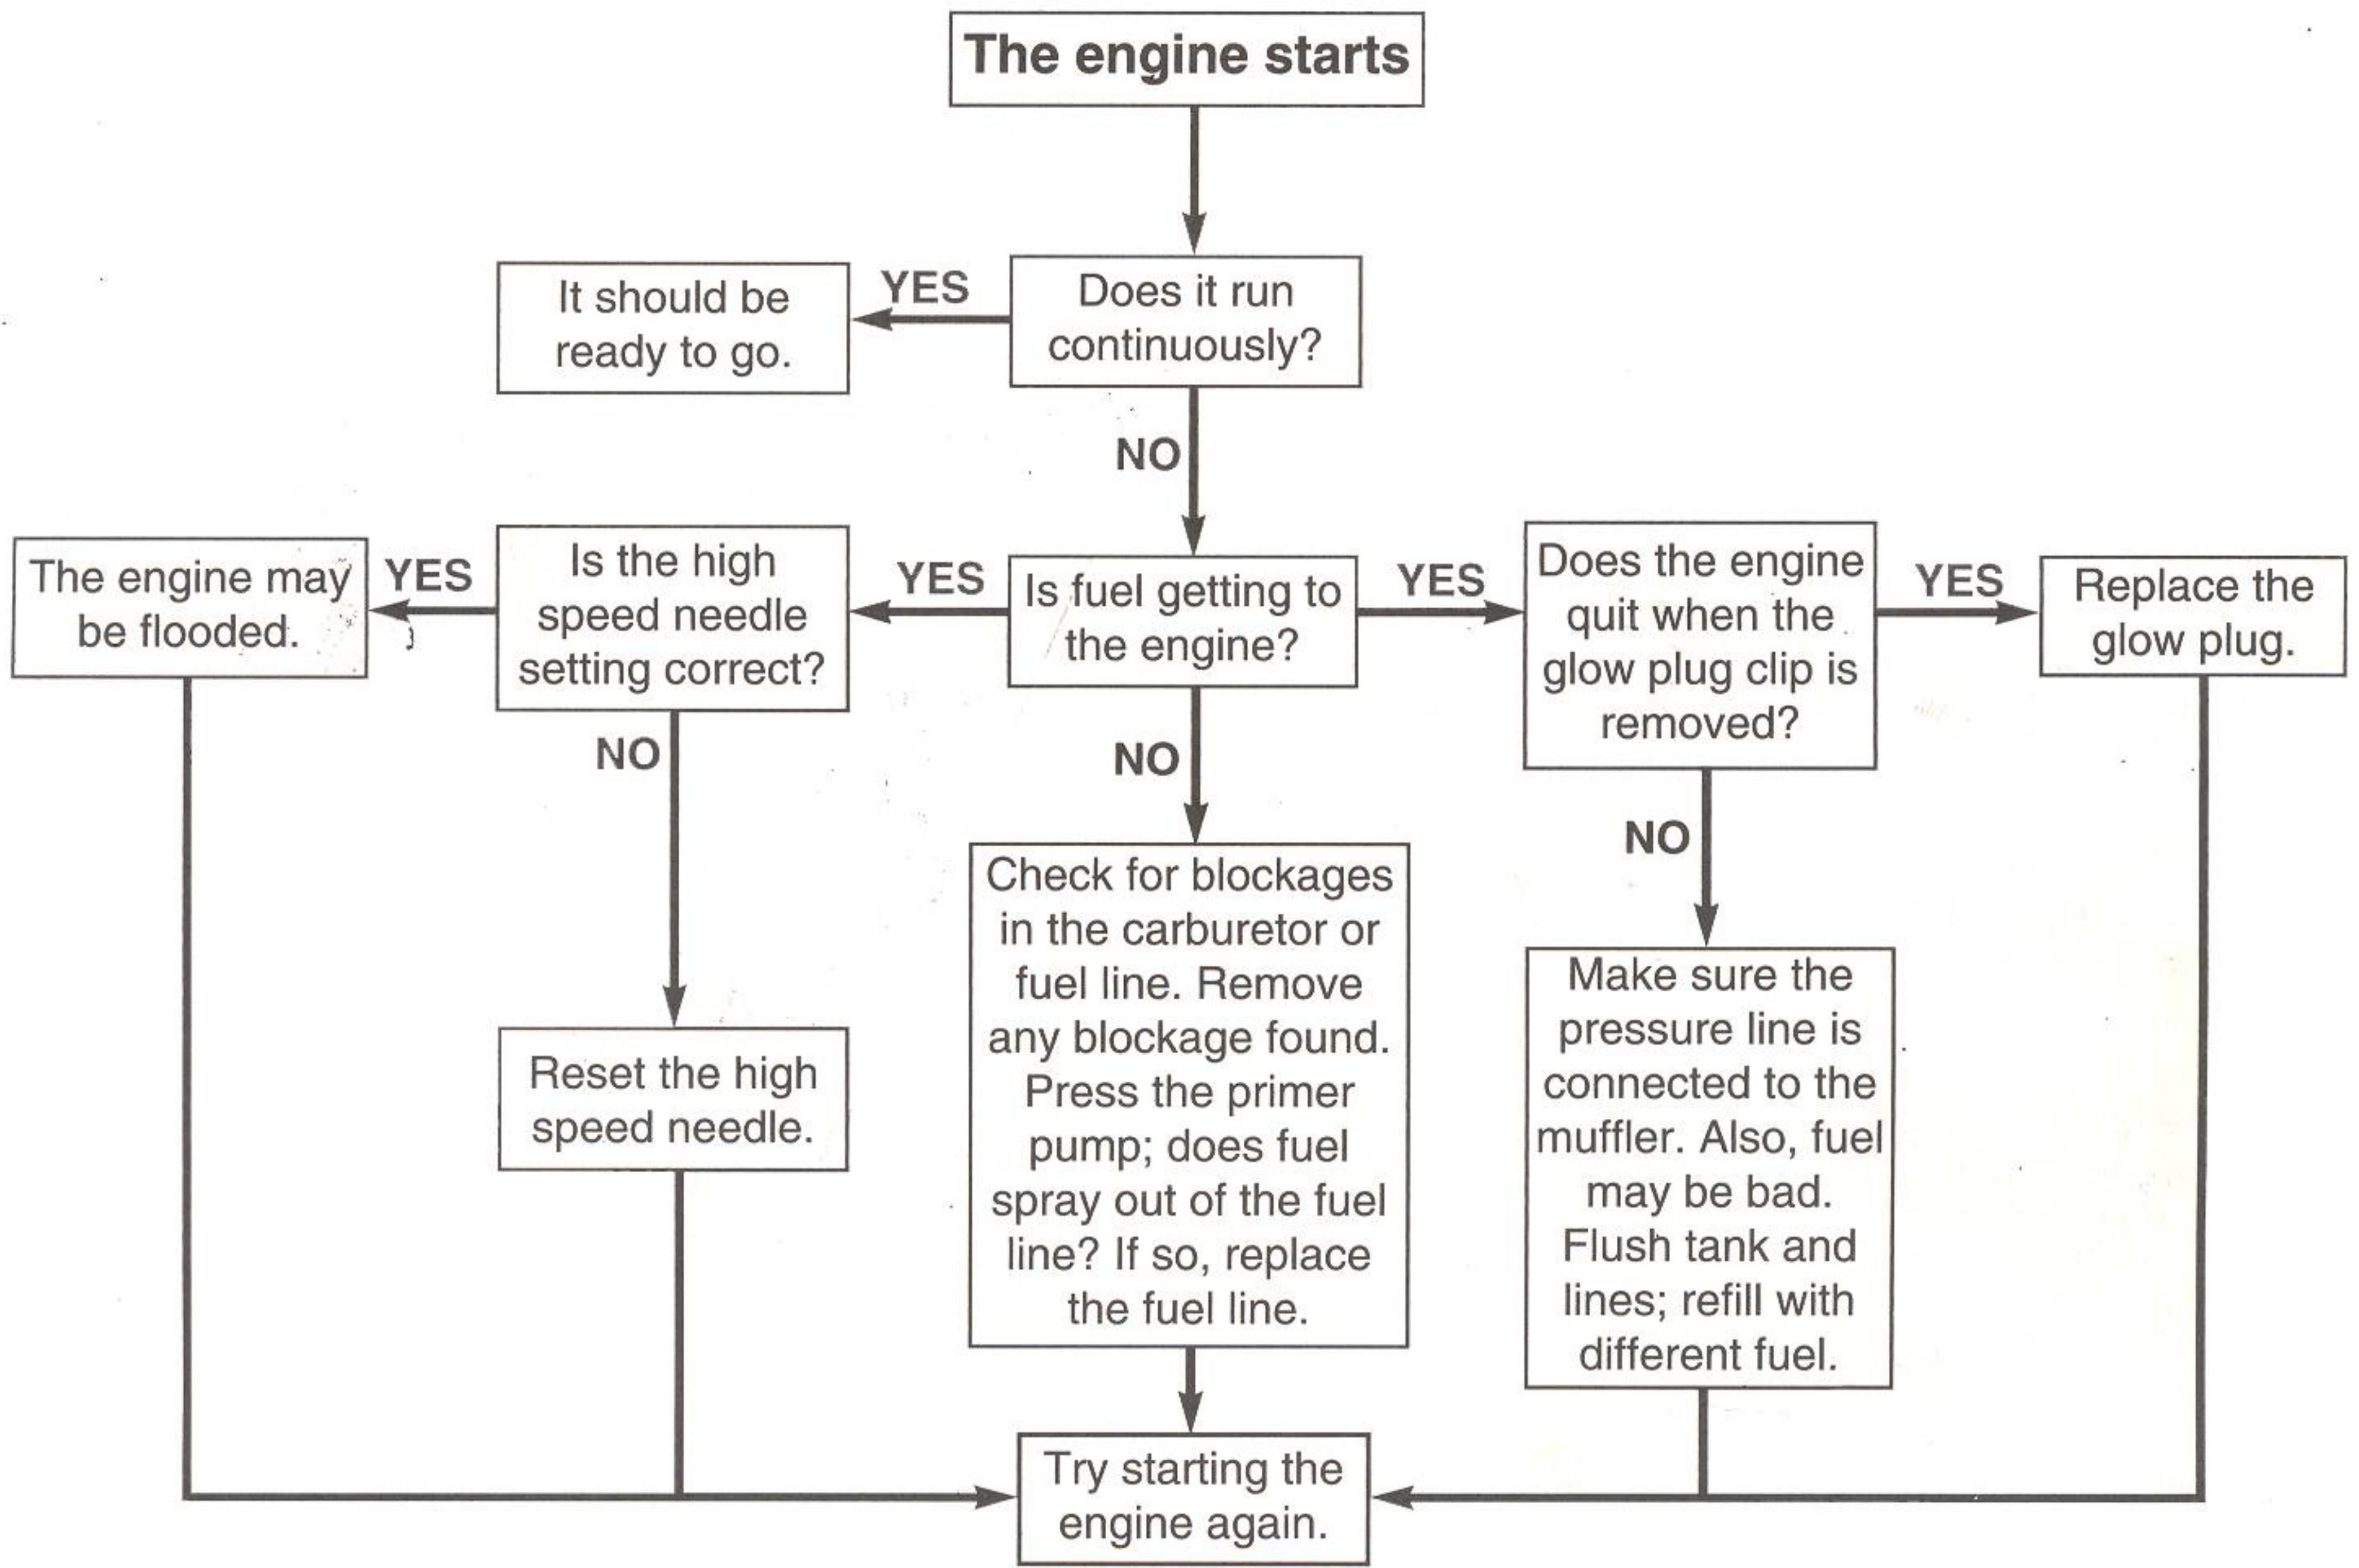 The engine starts
It should be
ready to go.
YES
Does it run
continuously?
NO
The engine may
be flooded.
YES
Is the high
speed needle
setting correct?
YES
Is fuel getting to
the engine?
YES
Does the engine
quit when the
glow plug clip is
removed?
YES
Replace the
glow plug.
NO
NO
NO
Reset the high
speed needle.
Check for blockages
in the carburetor or
fuel line. Remove
any blockage found.
Press the primer
pump; does fuel
spray out of the fuel
line? If so, replace
the fuel line.
Make sure the
pressure line is
connected to the
muffler. Also, fuel
may be bad.
Flush tank and
lines; refill with
different fuel.
Try starting the
engine again.